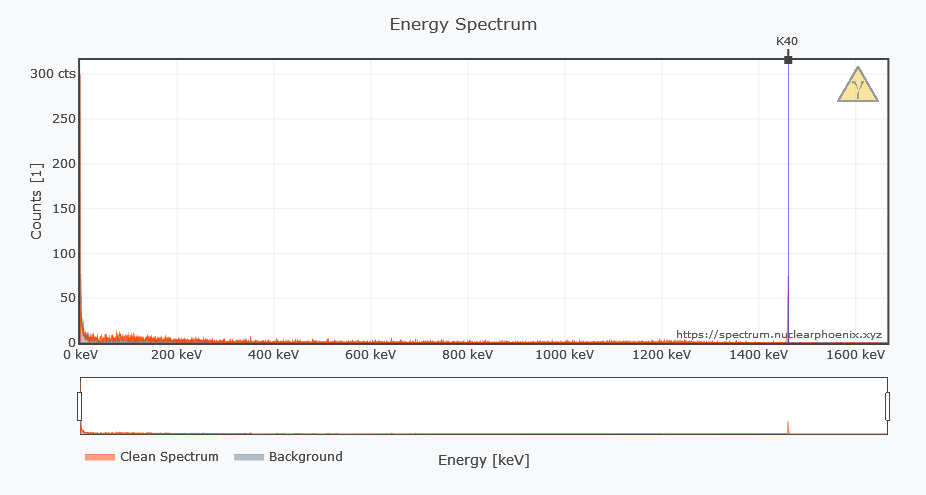 Energy Spectrum
K40
300 cts
250
200
150
100
50
0
Counts [1]
γ
https://spectrum.nuclearphoenix.xyz
0 keV 200 keV 400 keV 600 keV 800 keV 1000 keV 1200 keV 1400 keV 1600 keV
Clean Spectrum Background
Energy [keV]